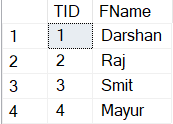 TID FName
1 1 Darshan
2 2 Raj
3 3 Smit
4 4 Mayur